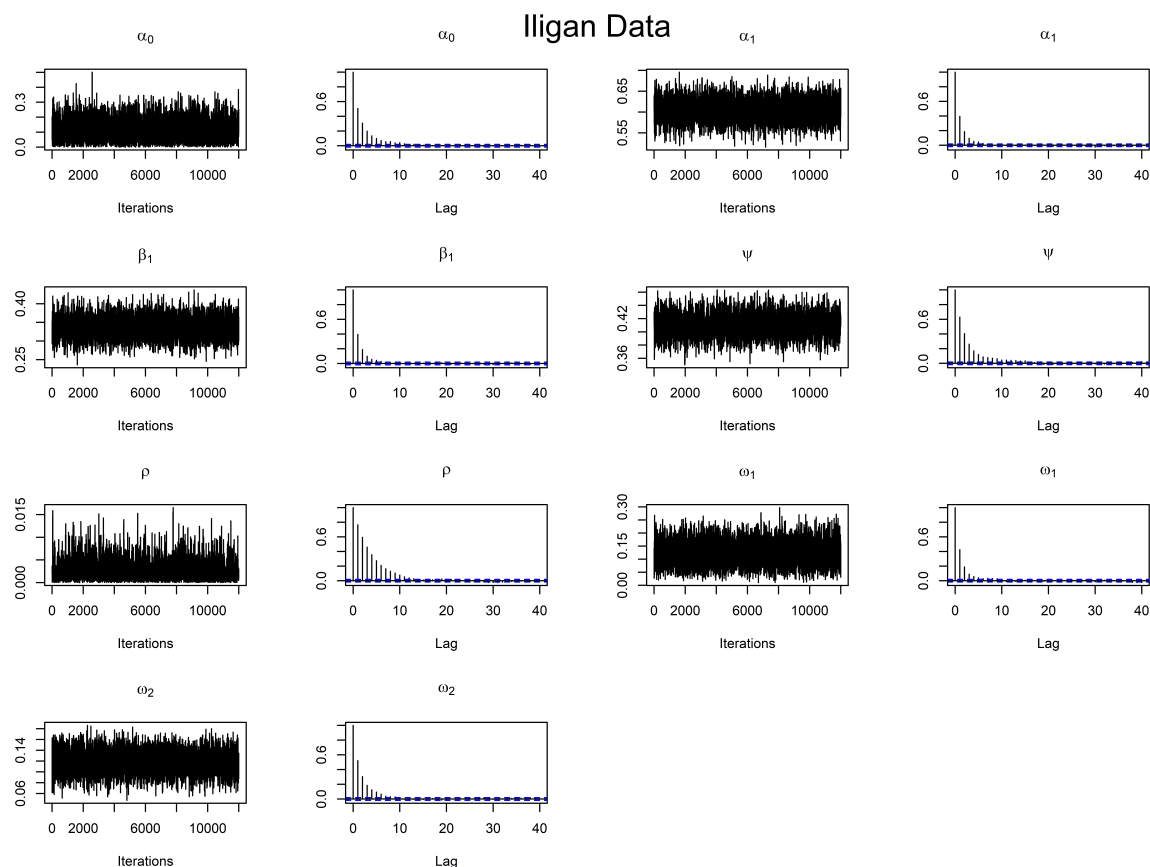 Iligan Data
α0 α0 α1 α1
0.0 0.3
0 2000 6000 10000
Iterations
0.0 0.6
0 10 20 30 40
Lag
0.55 0.65
0 2000 6000 10000
Iterations
0.0 0.6
0 10 20 30 40
Lag
β1 β1 ψ ψ
0.25 0.40
0 2000 6000 10000
Iterations
0.0 0.6
0 10 20 30 40
Lag
0.36 0.42
0 2000 6000 10000
Iterations
0.0 0.6
0 10 20 30 40
Lag
ρ ρ ω1 ω1
0.000 0.015
0 2000 6000 10000
Iterations
0.0 0.6
0 10 20 30 40
Lag
0.00 0.15 0.30
0 2000 6000 10000
Iterations
0.0 0.6
0 10 20 30 40
Lag
ω2 ω2
0.06 0.14
0 2000 6000 10000
Iterations
0.0 0.6
0 10 20 30 40
Lag